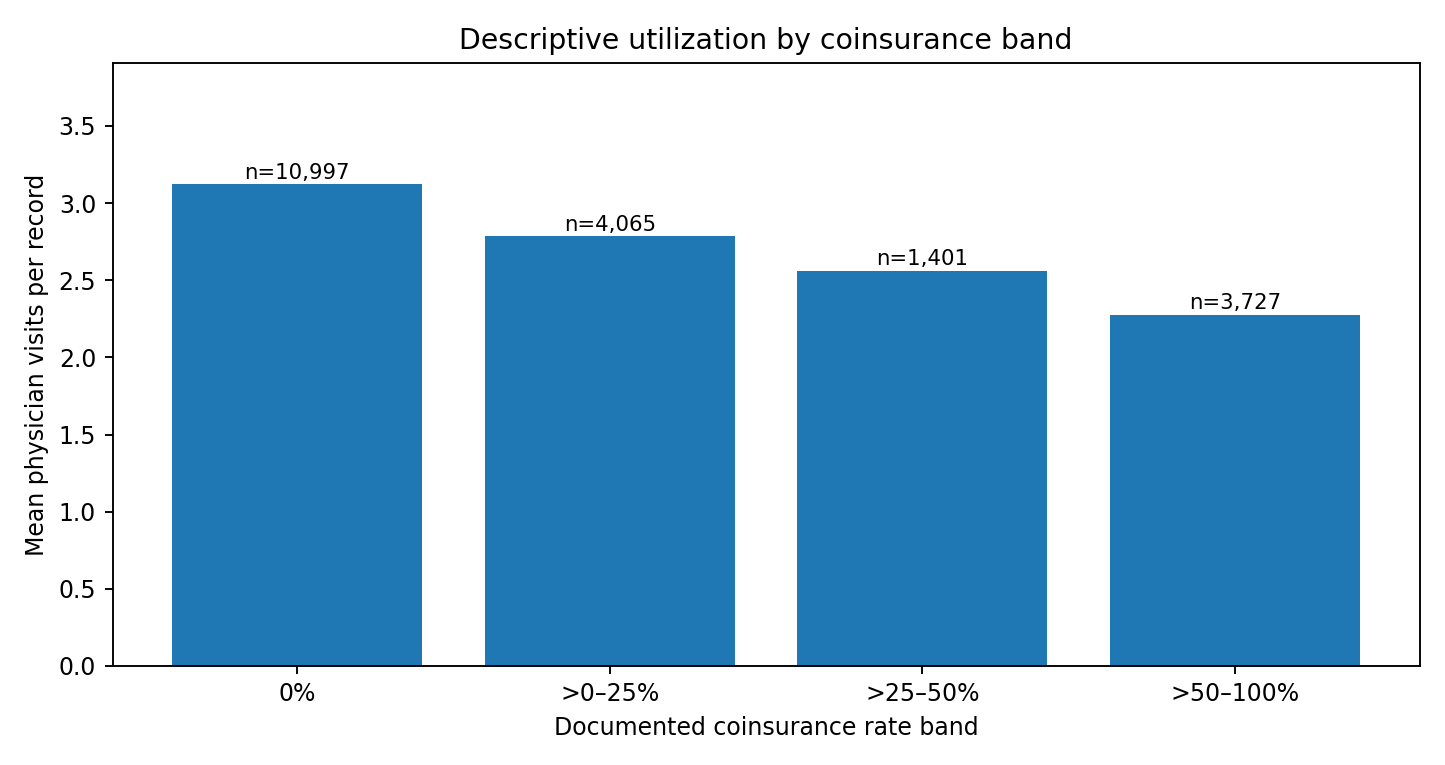 Descriptive utilization by coinsurance band
Mean physician visits per record
3.5
3.0
2.5
2.0
1.5
1.0
0.5
0.0
n=10,997
n=4,065
n=1,401
n=3,727
0%
>0–25%
>25–50%
>50–100%
Documented coinsurance rate band